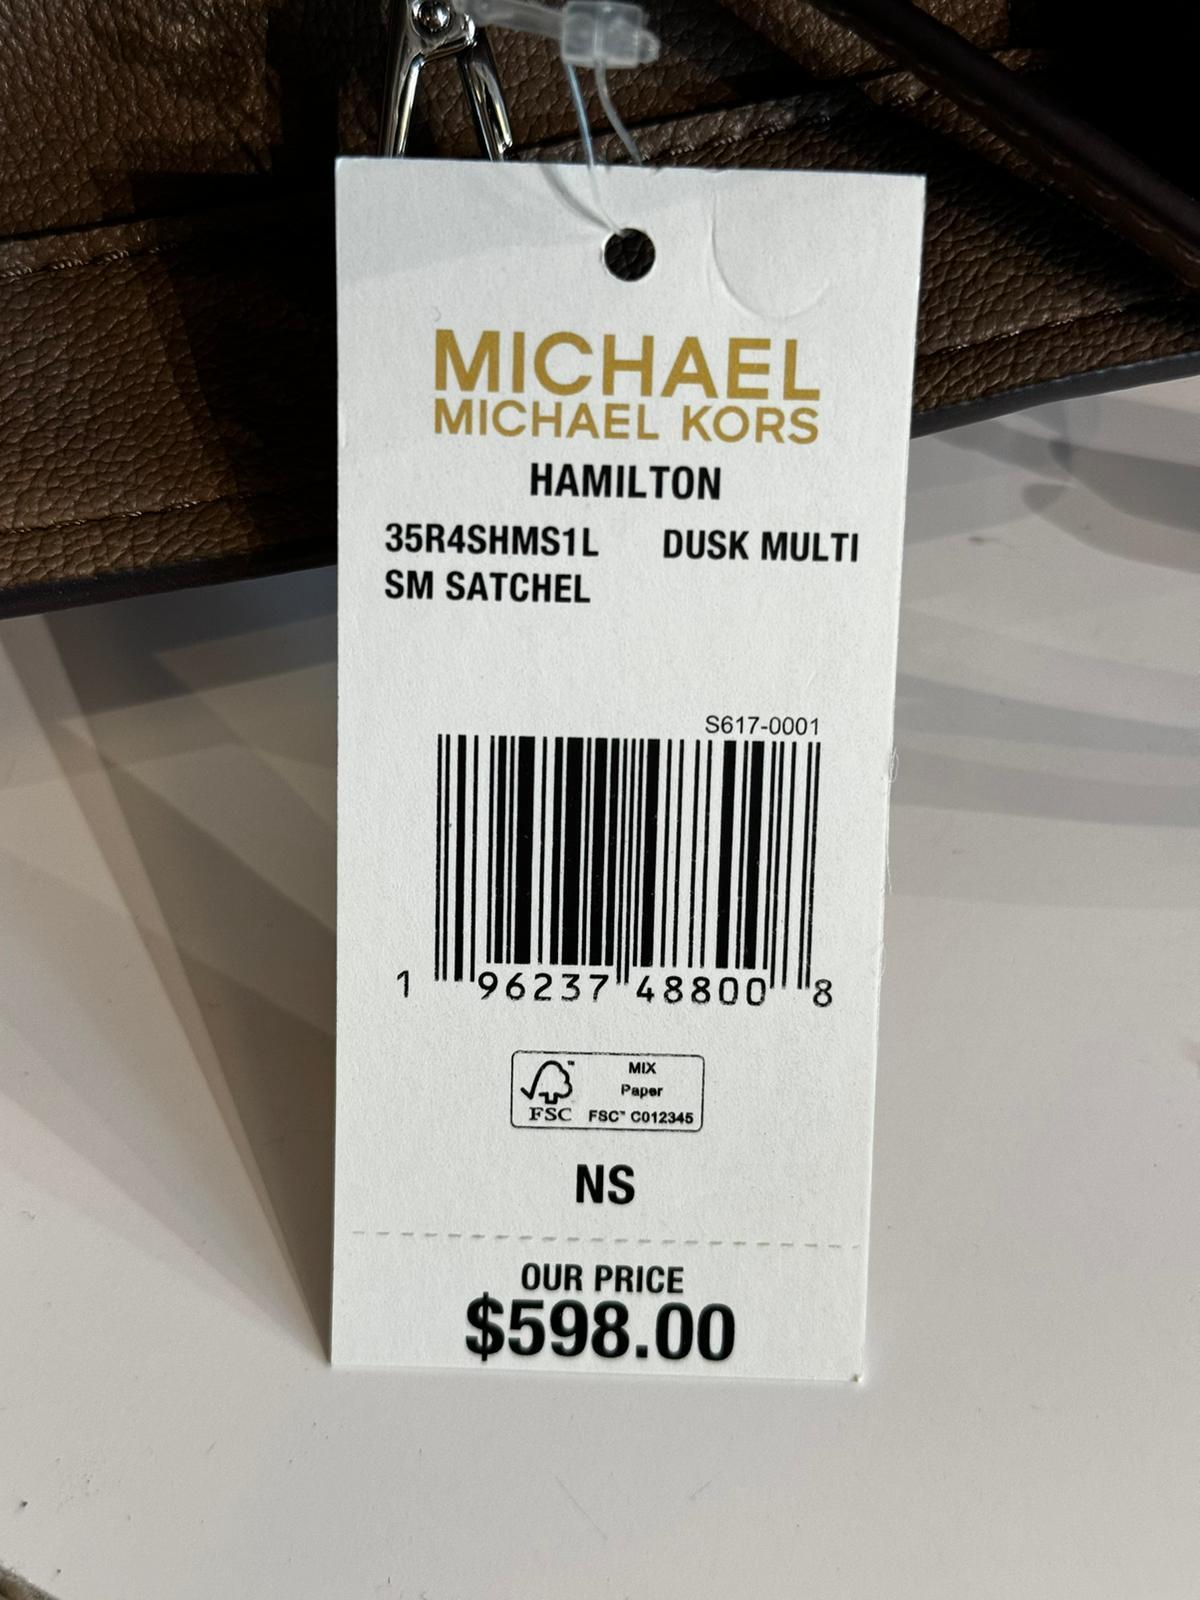 MICHAEL
MICHAEL KORS
HAMILTON
35R4SHMS1L DUSK MULTI
SM SATCHEL
S617-0001
1 96237 48800 8
MIX
Paper
FSC™ FSC™ C012345
NS
OUR PRICE
$598.00